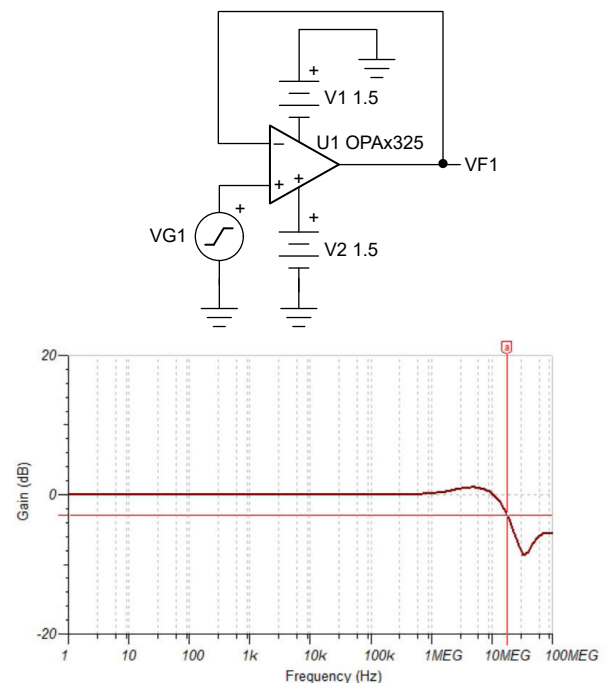 +
V1 1.5
U1 OPAx325
−
+ +
VF1
+
VG1
+
V2 1.5
a
20
Gain (dB)
0
-20
1 10 100 1k 10k 100k 1MEG 10MEG 100MEG
Frequency (Hz)